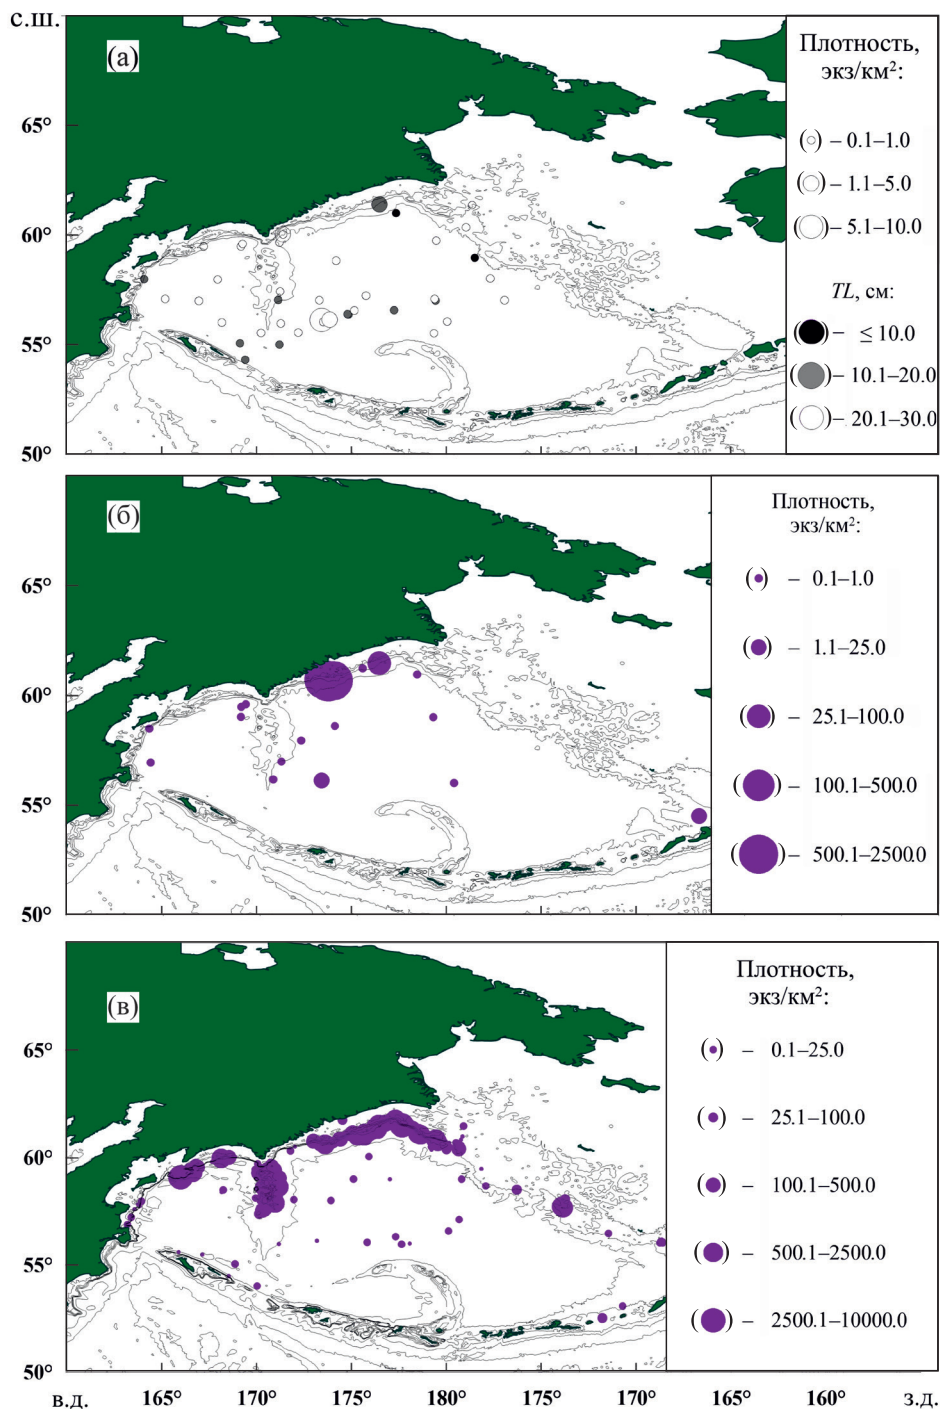 с.ш.
(а)
65°
60°
55°
50°
Плотность,
экз/км²:
( ) – 0.1–1.0
( ) – 1.1–5.0
( ) – 5.1–10.0
TL, см:
( ) – ≤ 10.0
( ) – 10.1–20.0
( ) – 20.1–30.0
(б)
65°
60°
55°
50°
Плотность,
экз/км²:
( ) – 0.1–1.0
( ) – 1.1–25.0
( ) – 25.1–100.0
( ) – 100.1–500.0
( ) – 500.1–2500.0
(в)
65°
60°
55°
50°
Плотность,
экз/км²:
( ) – 0.1–25.0
( ) – 25.1–100.0
( ) – 100.1–500.0
( ) – 500.1–2500.0
( ) – 2500.1–10000.0
в.д. 165° 170° 175° 180° 175° 170° 165° 160° з.д.